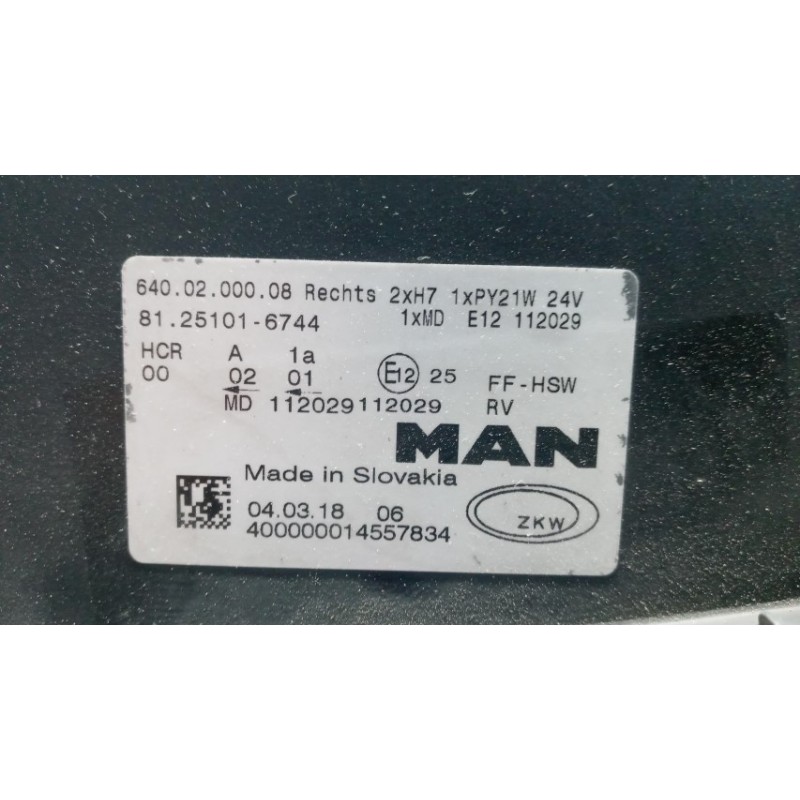 640.02.000.08 Rechts 2xH7 1xPY21W 24V
81.25101-6744 1xMD E12 112029
HCR A 1a
00 02 01 E12 25 FF-HSW
MD 112029112029 RV
MAN
Made in Slovakia
04.03.18 06
400000014557834
ZKW